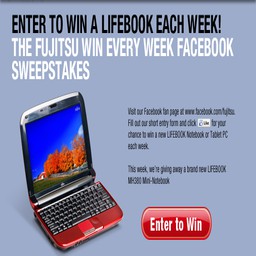 ENTER TO WIN A LIFEBOOK EACH WEEK!
THE FUJITSU WIN EVERY WEEK FACEBOOK
SWEEPSTAKES
Visit our Facebook fan page at www.facebook.com/fujitsu.
Fill out our short entry form and click Like for your
chance to win a new LIFEBOOK Notebook or Tablet PC
each week.
This week, we're giving away a brand new LIFEBOOK
MH380 Mini-Notebook
Enter to Win